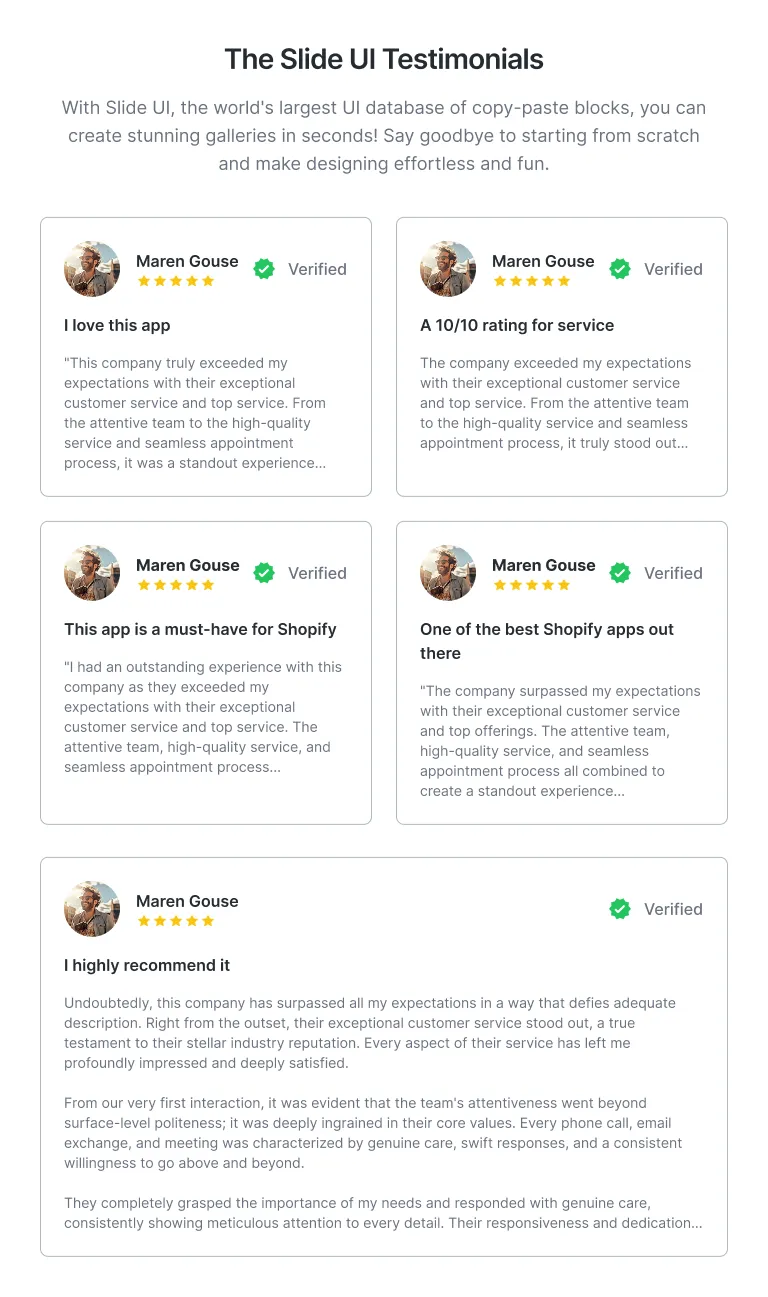 The Slide UI Testimonials
With Slide UI, the world's largest UI database of copy-paste blocks, you can
create stunning galleries in seconds! Say goodbye to starting from scratch
and make designing effortless and fun.
Maren Gouse
Verified
I love this app
"This company truly exceeded my
expectations with their exceptional
customer service and top service. From
the attentive team to the high-quality
service and seamless appointment
process, it was a standout experience...
Maren Gouse
Verified
A 10/10 rating for service
The company exceeded my expectations
with their exceptional customer service
and top service. From the attentive team
to the high-quality service and seamless
appointment process, it truly stood out...
Maren Gouse
Verified
This app is a must-have for Shopify
"I had an outstanding experience with this
company as they exceeded my
expectations with their exceptional
customer service and top service. The
attentive team, high-quality service, and
seamless appointment process...
Maren Gouse
Verified
One of the best Shopify apps out
there
"The company surpassed my expectations
with their exceptional customer service
and top offerings. The attentive team,
high-quality service, and seamless
appointment process all combined to
create a standout experience...
Maren Gouse
Verified
I highly recommend it
Undoubtedly, this company has surpassed all my expectations in a way that defies adequate
description. Right from the outset, their exceptional customer service stood out, a true
testament to their stellar industry reputation. Every aspect of their service has left me
profoundly impressed and deeply satisfied.
From our very first interaction, it was evident that the team's attentiveness went beyond
surface-level politeness; it was deeply ingrained in their core values. Every phone call, email
exchange, and meeting was characterized by genuine care, swift responses, and a consistent
willingness to go above and beyond.
They completely grasped the importance of my needs and responded with genuine care,
consistently showing meticulous attention to every detail. Their responsiveness and dedication...